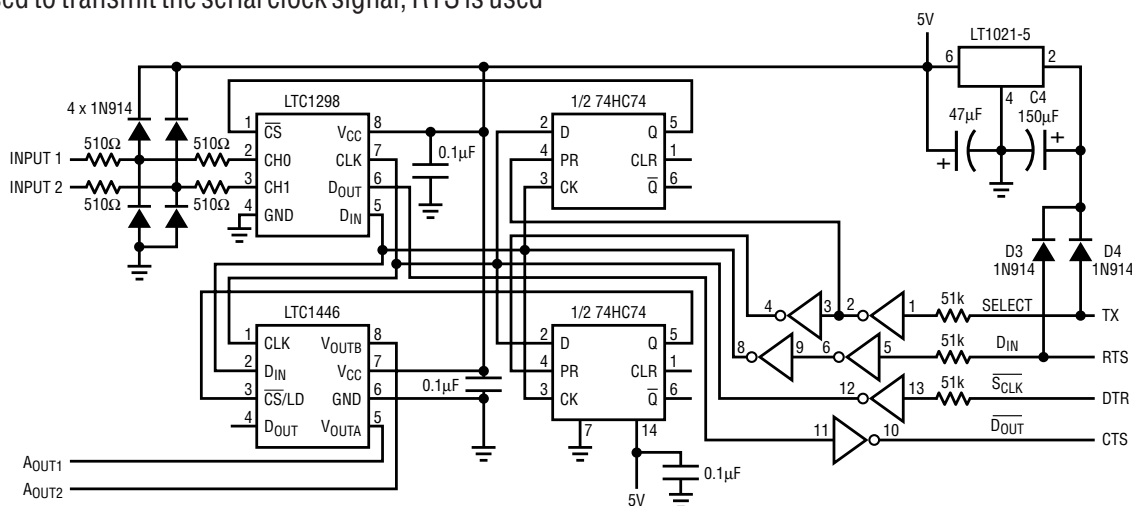 sed to transmit the serial clock signal, RTS is used
5V
LT1021-5
6
2
4
C4
47µF
150µF
+
+
4 x 1N914
510Ω
510Ω
INPUT 1
INPUT 2
510Ω
510Ω
LTC1298
1
C̅S̅
VCC
8
2
CH0
CLK
7
3
CH1
DOUT
6
4
GND
DIN
5
0.1µF
1/2 74HC74
2
D
Q
5
4
PR
CLR
1
3
CK
Q̅
6
D3
1N914
D4
1N914
LTC1446
1
CLK
VOUTB
8
2
DIN
VCC
7
3
C̅S̅/LD
GND
6
4
DOUT
VOUTA
5
0.1µF
1/2 74HC74
2
D
Q
5
4
PR
CLR
1
3
CK
Q̅
6
7
14
5V
0.1µF
4
3
2
1
51k
SELECT
TX
8
9
6
5
51k
DIN
RTS
12
13
51k
S̅C̅L̅K̅
DTR
11
10
D̅O̅U̅T̅
CTS
AOUT1
AOUT2